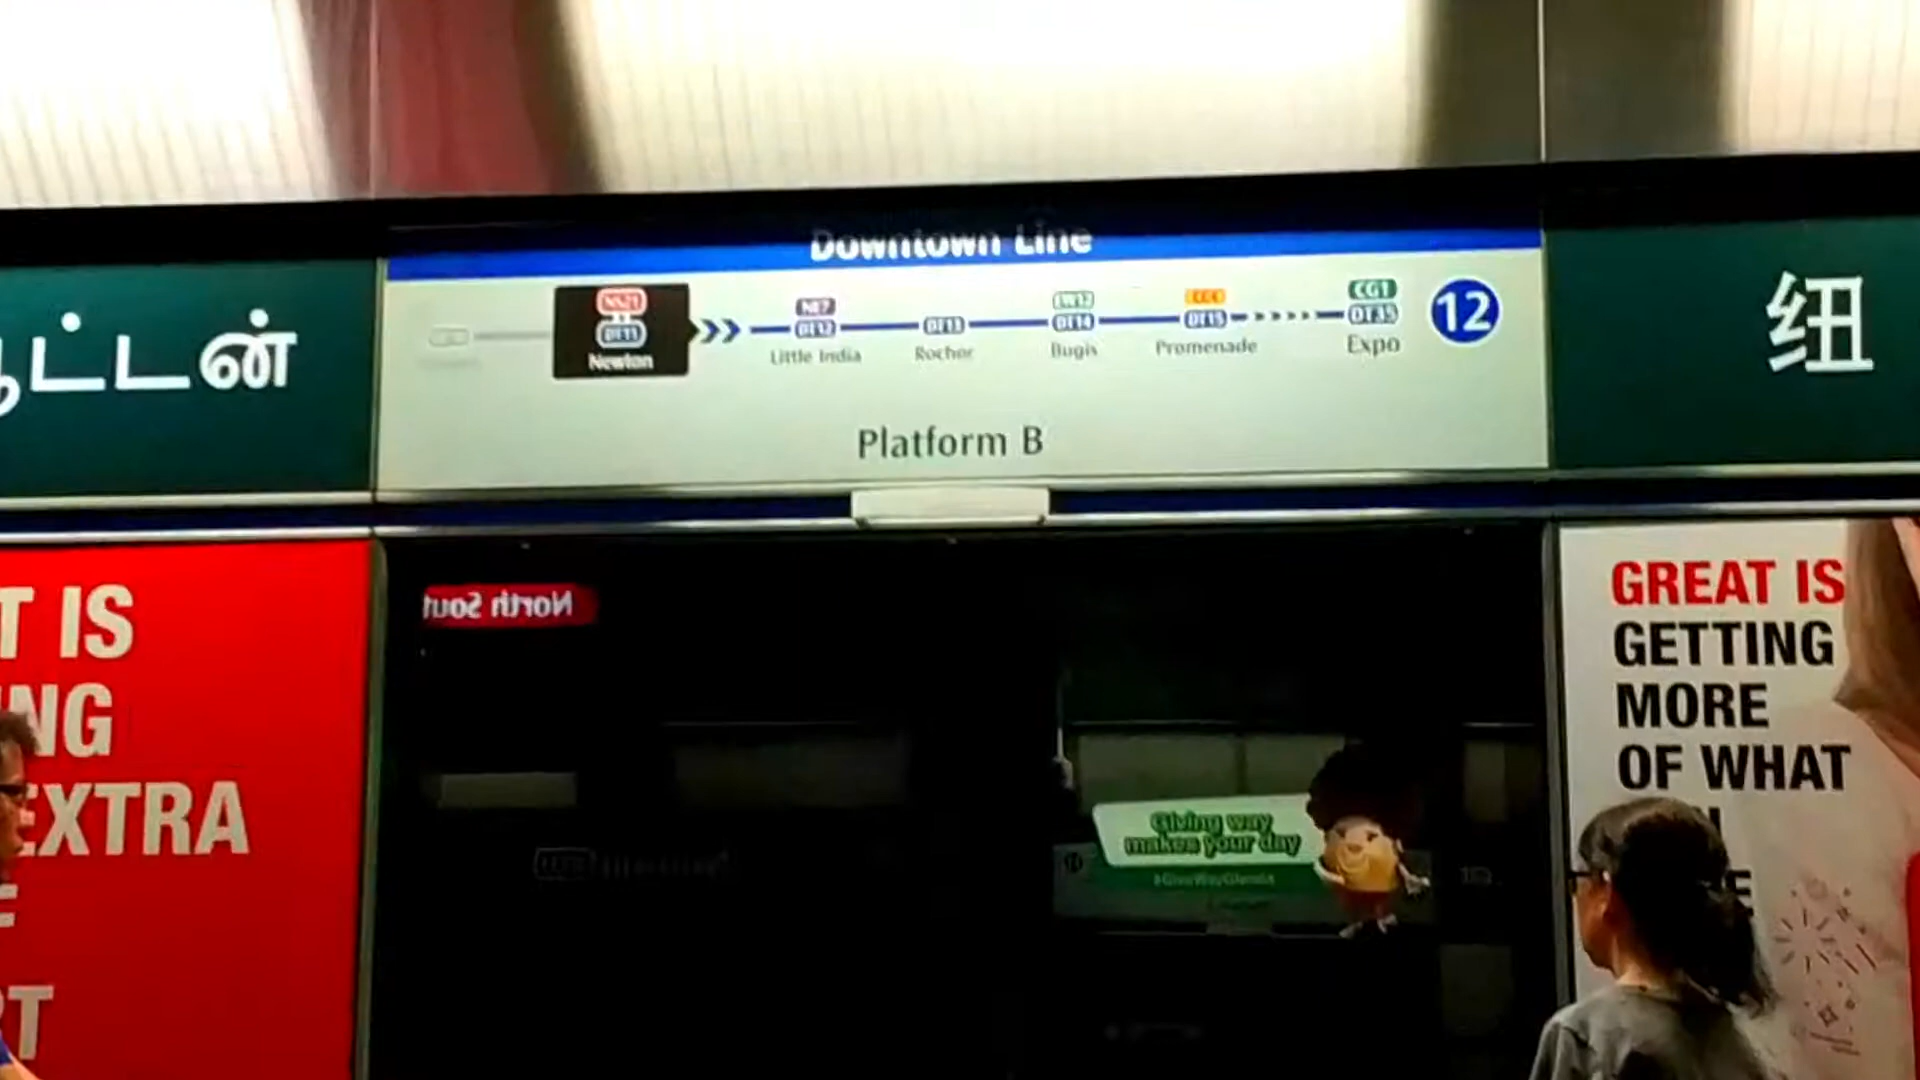 Downtown Line
NS21
DT11
Newton
NE7
DT12
Little India
DT13
Rochor
EW12
DT14
Bugis
CC4
DT15
Promenade
CG1
DT35
Expo
12
Platform B
ட்டன்
纽
T IS
NG
EXTRA
RT
North Sout
Giving way
makes your day
GREAT IS
GETTING
MORE
OF WHAT